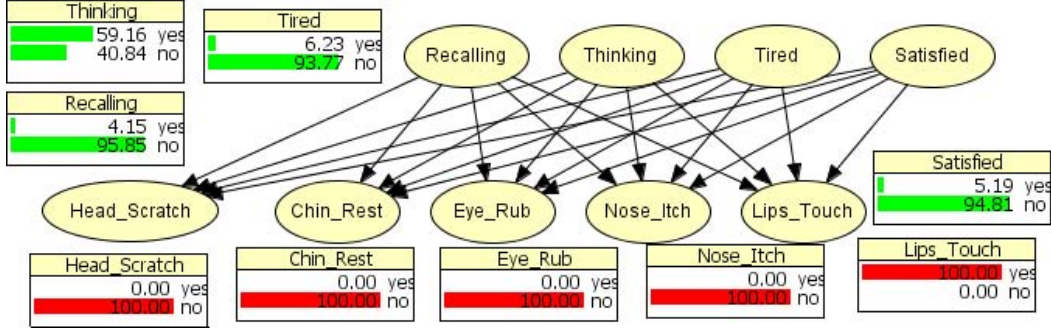 Thinking
59.16 yes
40.84 no
Tired
6.23 yes
93.77 no
Recalling
4.15 yes
95.85 no
Recalling
Thinking
Tired
Satisfied
Satisfied
5.19 yes
94.81 no
Head_Scratch
Chin_Rest
Eye_Rub
Nose_Itch
Lips_Touch
Head_Scratch
0.00 yes
100.00 no
Chin_Rest
0.00 yes
100.00 no
Eye_Rub
0.00 yes
100.00 no
Nose_Itch
0.00 yes
100.00 no
Lips_Touch
100.00 yes
0.00 no